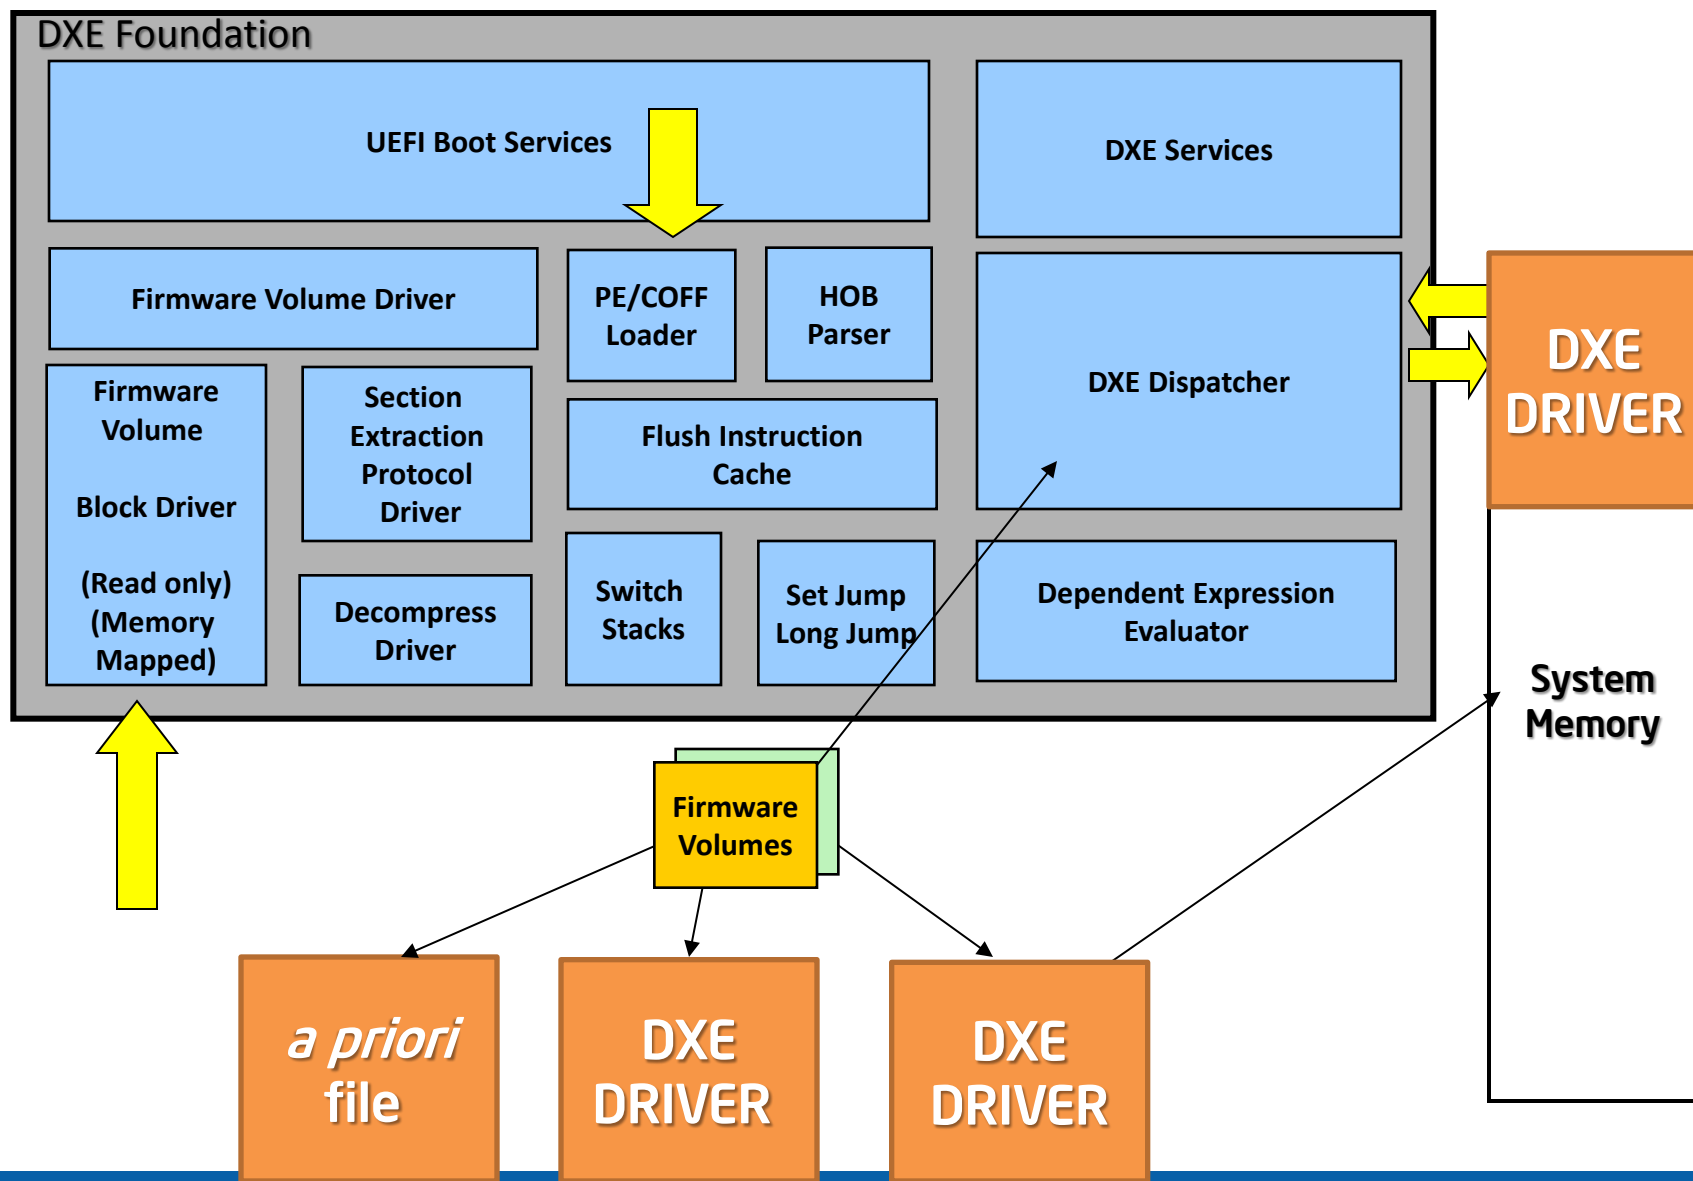 DXE Foundation
UEFI Boot Services
DXE Services
Firmware Volume Driver
PE/COFF
Loader
HOB
Parser
DXE Dispatcher
DXE
DRIVER
Firmware
Volume
Block Driver
(Read only)
(Memory
Mapped)
Section
Extraction
Protocol
Driver
Flush Instruction
Cache
Decompress
Driver
Switch
Stacks
Set Jump
Long Jump
Dependent Expression
Evaluator
System
Memory
Firmware
Volumes
a priori
file
DXE
DRIVER
DXE
DRIVER